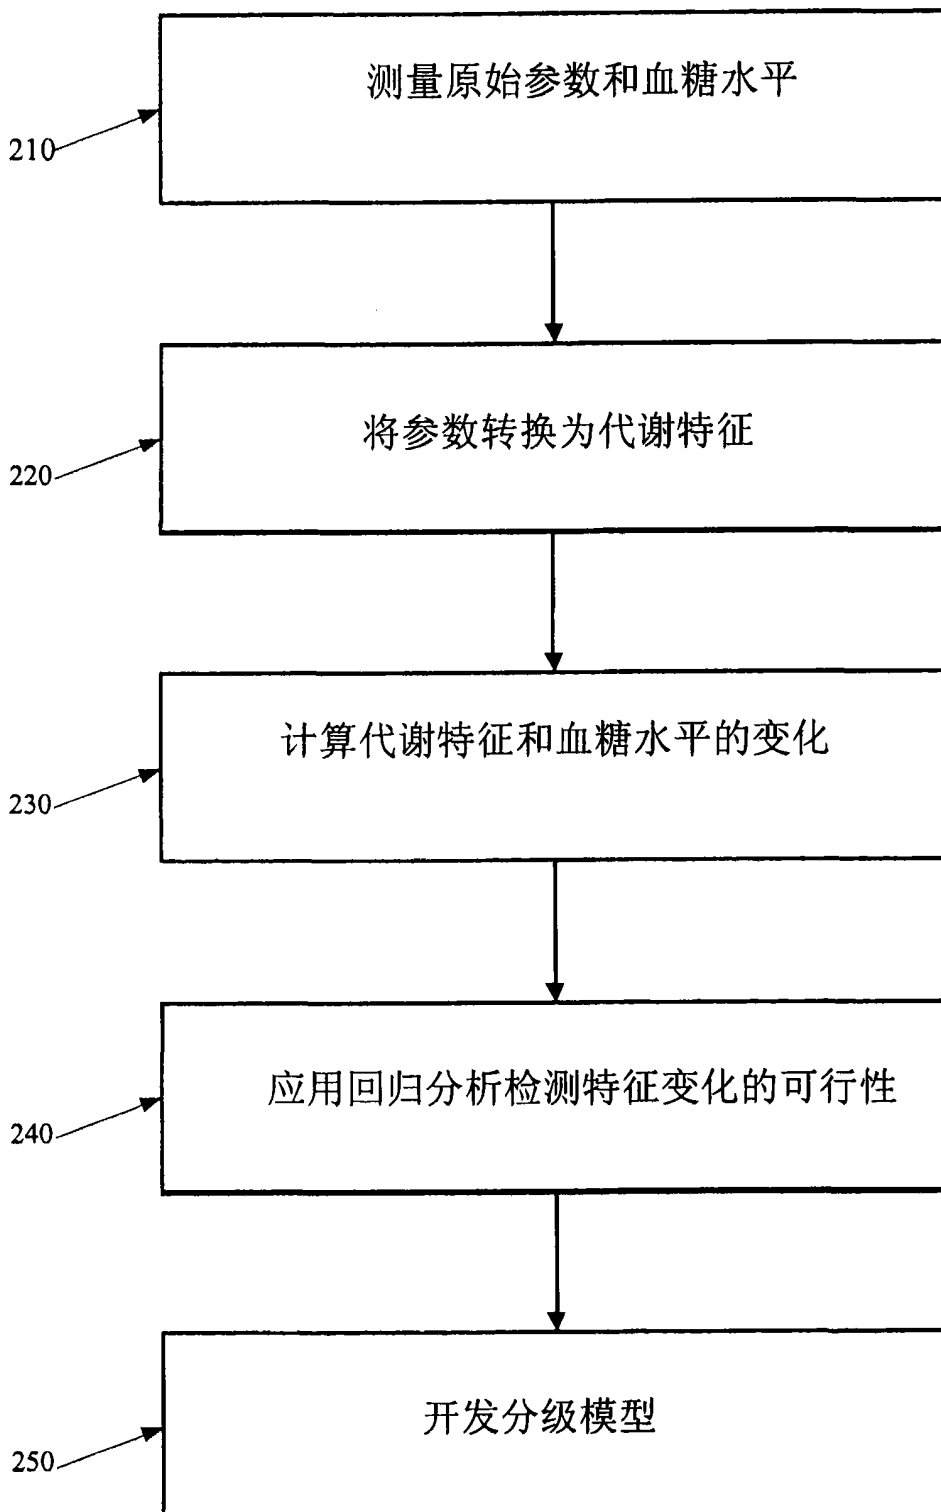 测量原始参数和血糖水平
210
将参数转换为代谢特征
220
计算代谢特征和血糖水平的变化
230
应用回归分析检测特征变化的可行性
240
开发分级模型
250